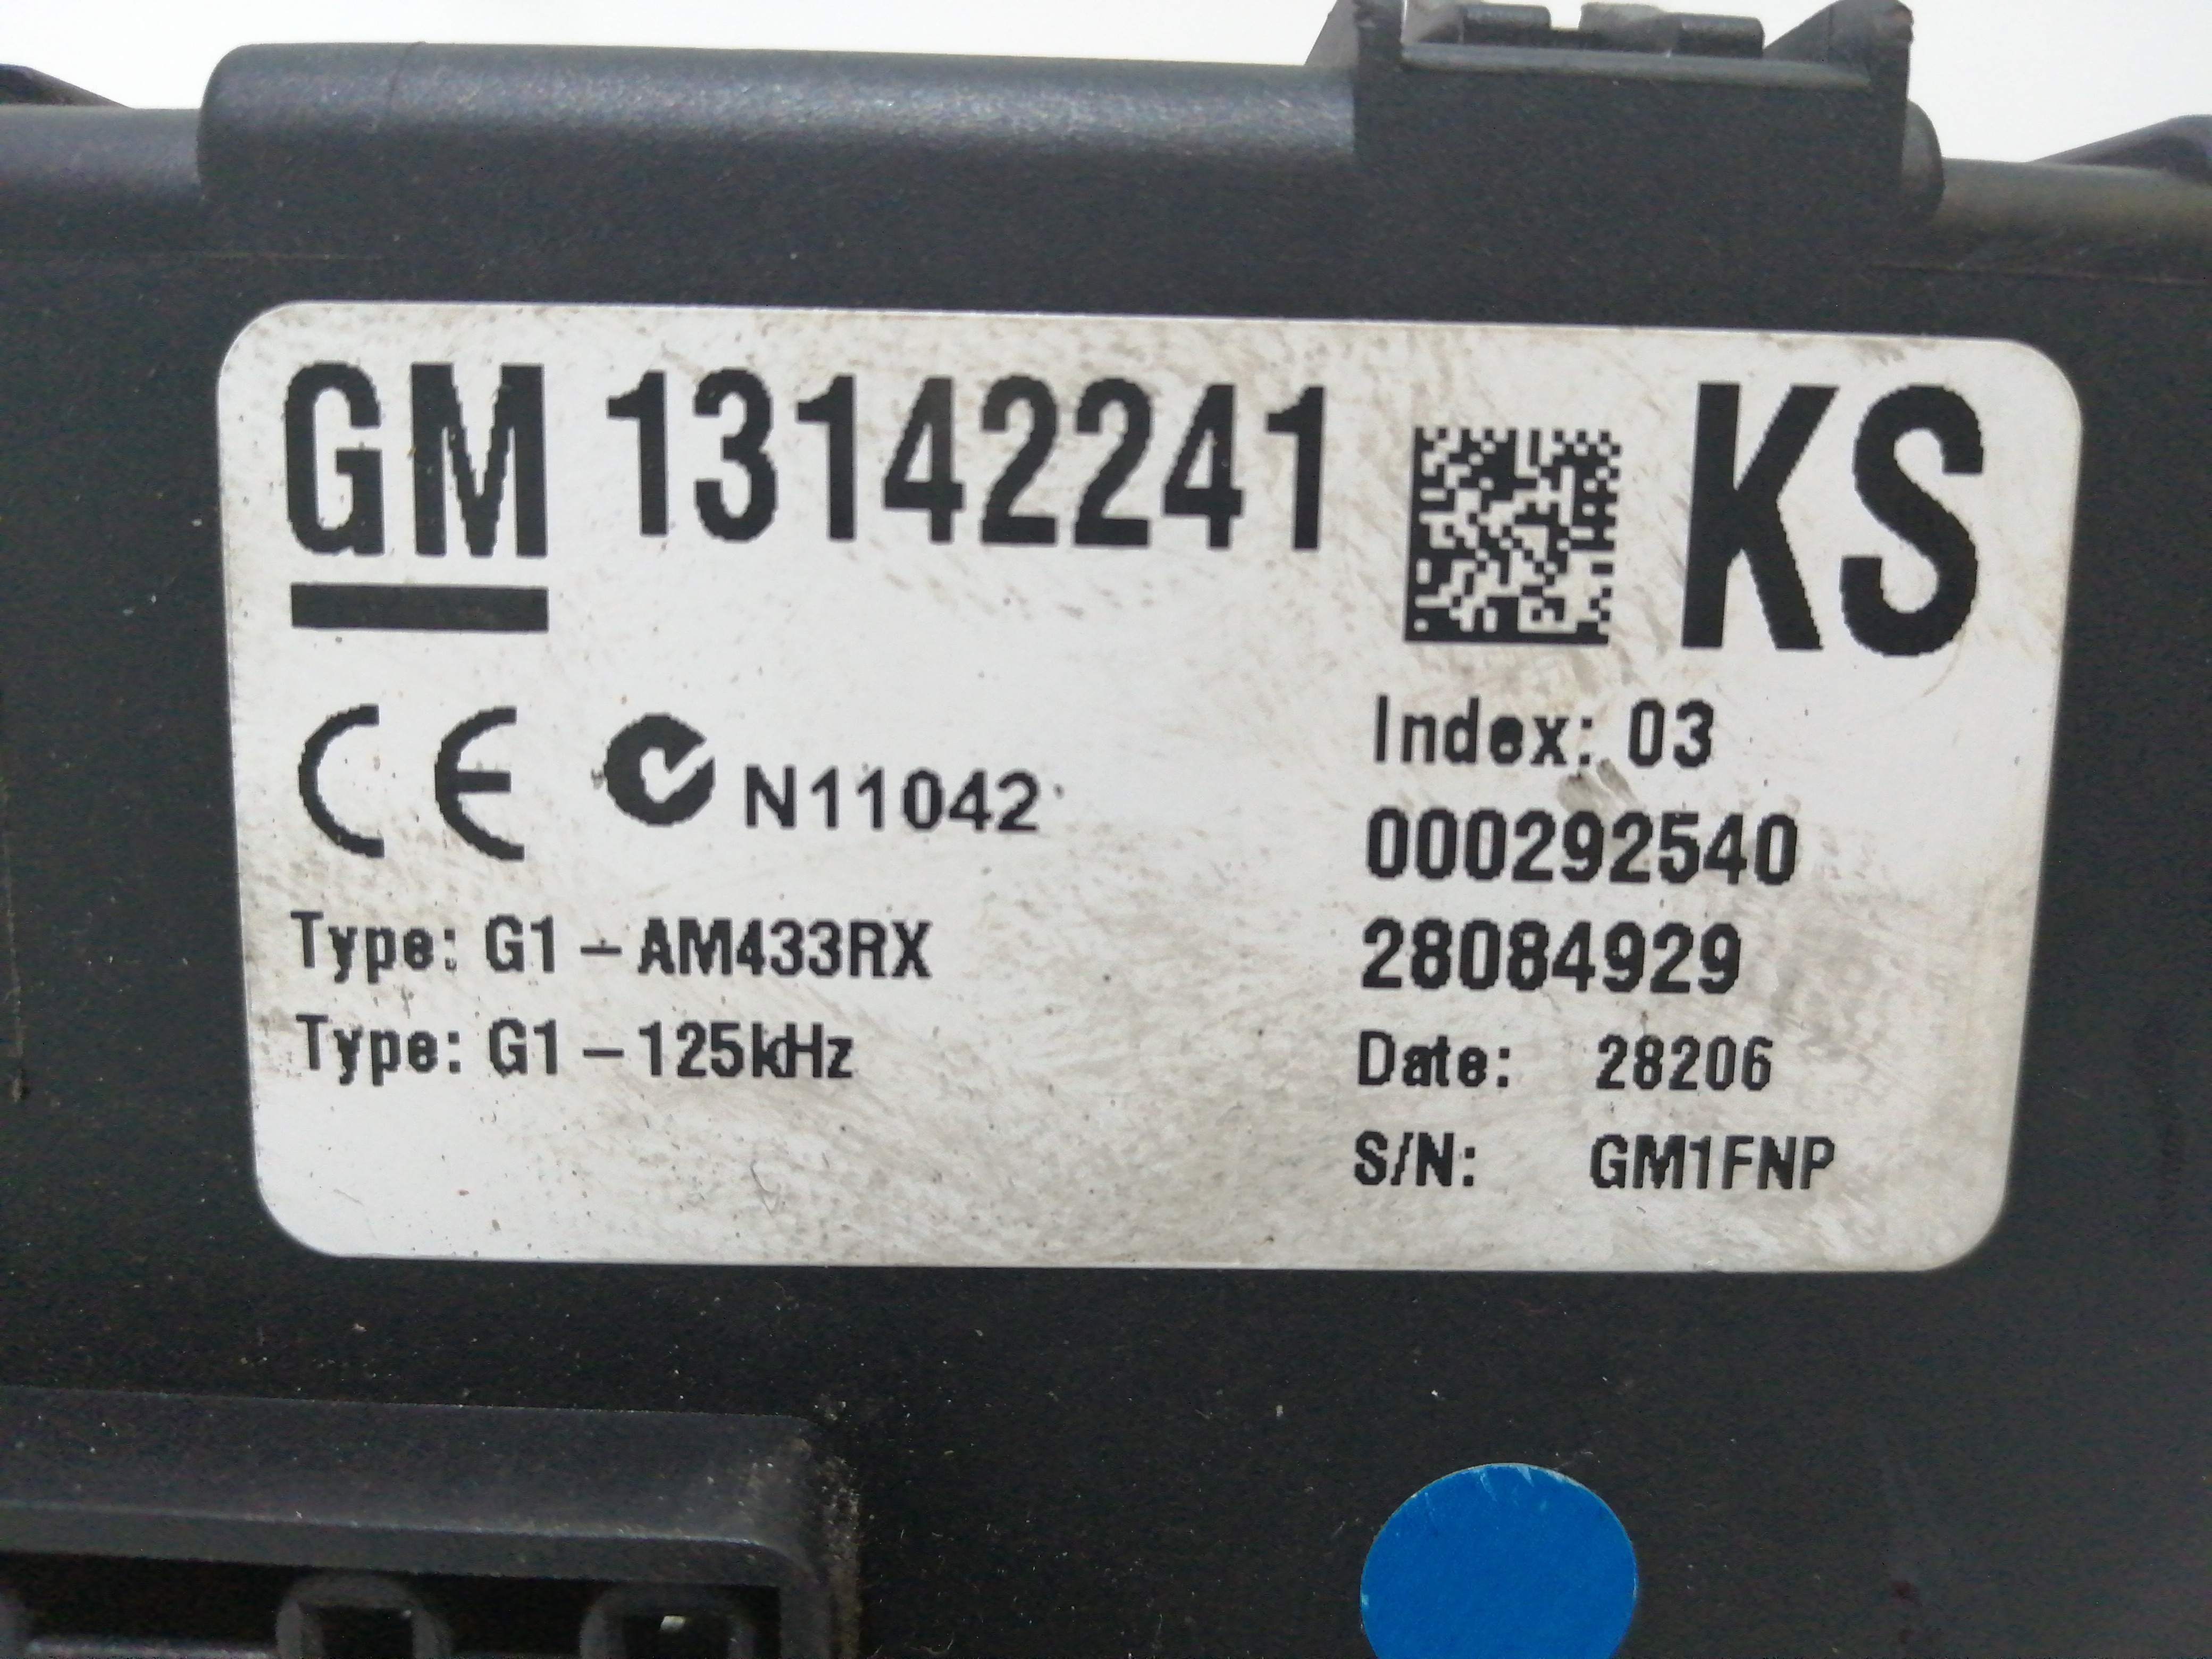 GM 13142241 KS
CE N11042
Index: 03
000292540
Type: G1-AM433RX
28084929
Type: G1-125kHz
Date: 28206
S/N: GM1FNP